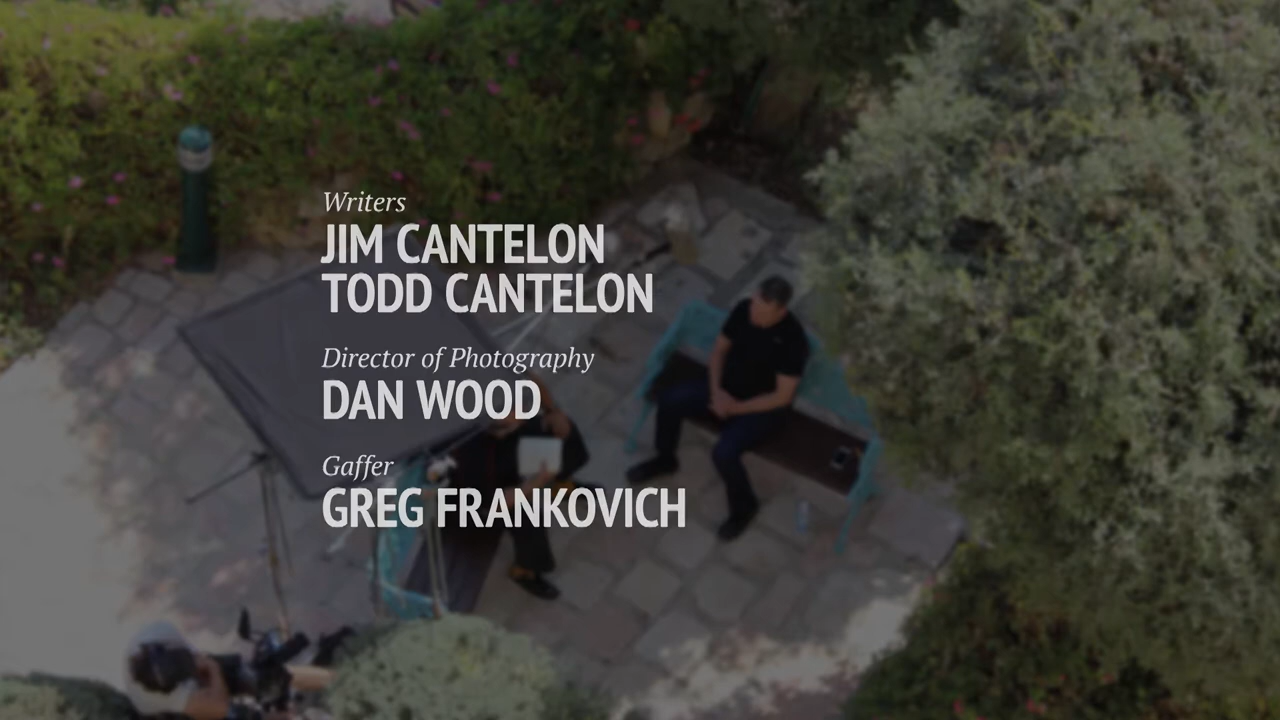 Writers
JIM CANTELON
TODD CANTELON
Director of Photography
DAN WOOD
Gaffer
GREG FRANKOVICH